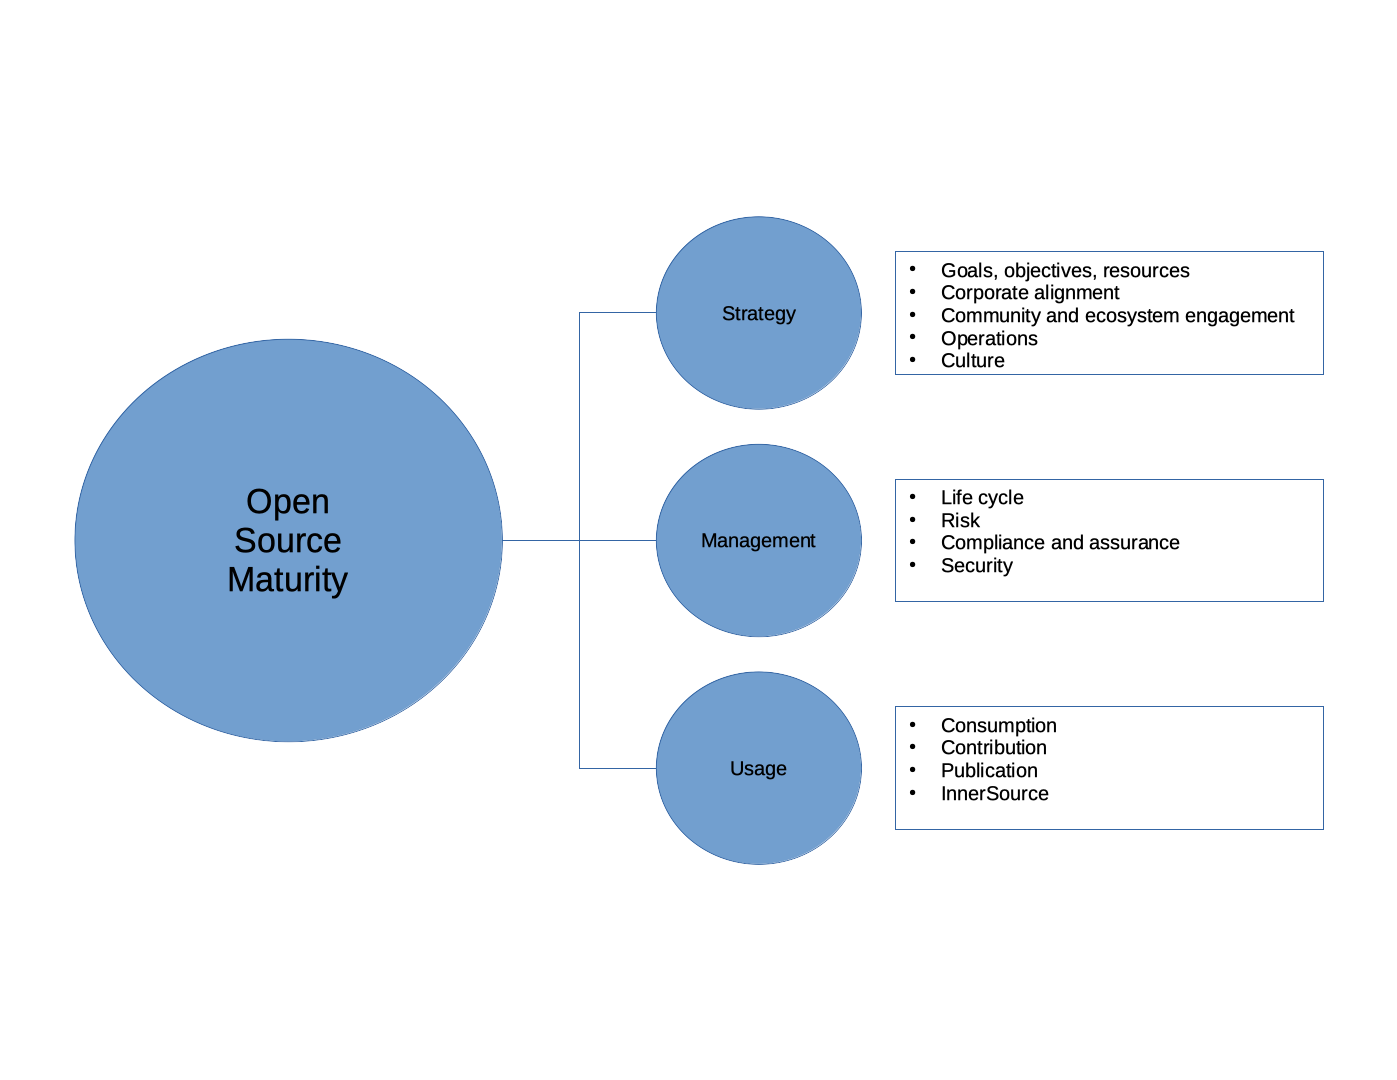 Open
Source
Maturity
Strategy
• Goals, objectives, resources
• Corporate alignment
• Community and ecosystem engagement
• Operations
• Culture
Management
• Life cycle
• Risk
• Compliance and assurance
• Security
Usage
• Consumption
• Contribution
• Publication
• InnerSource